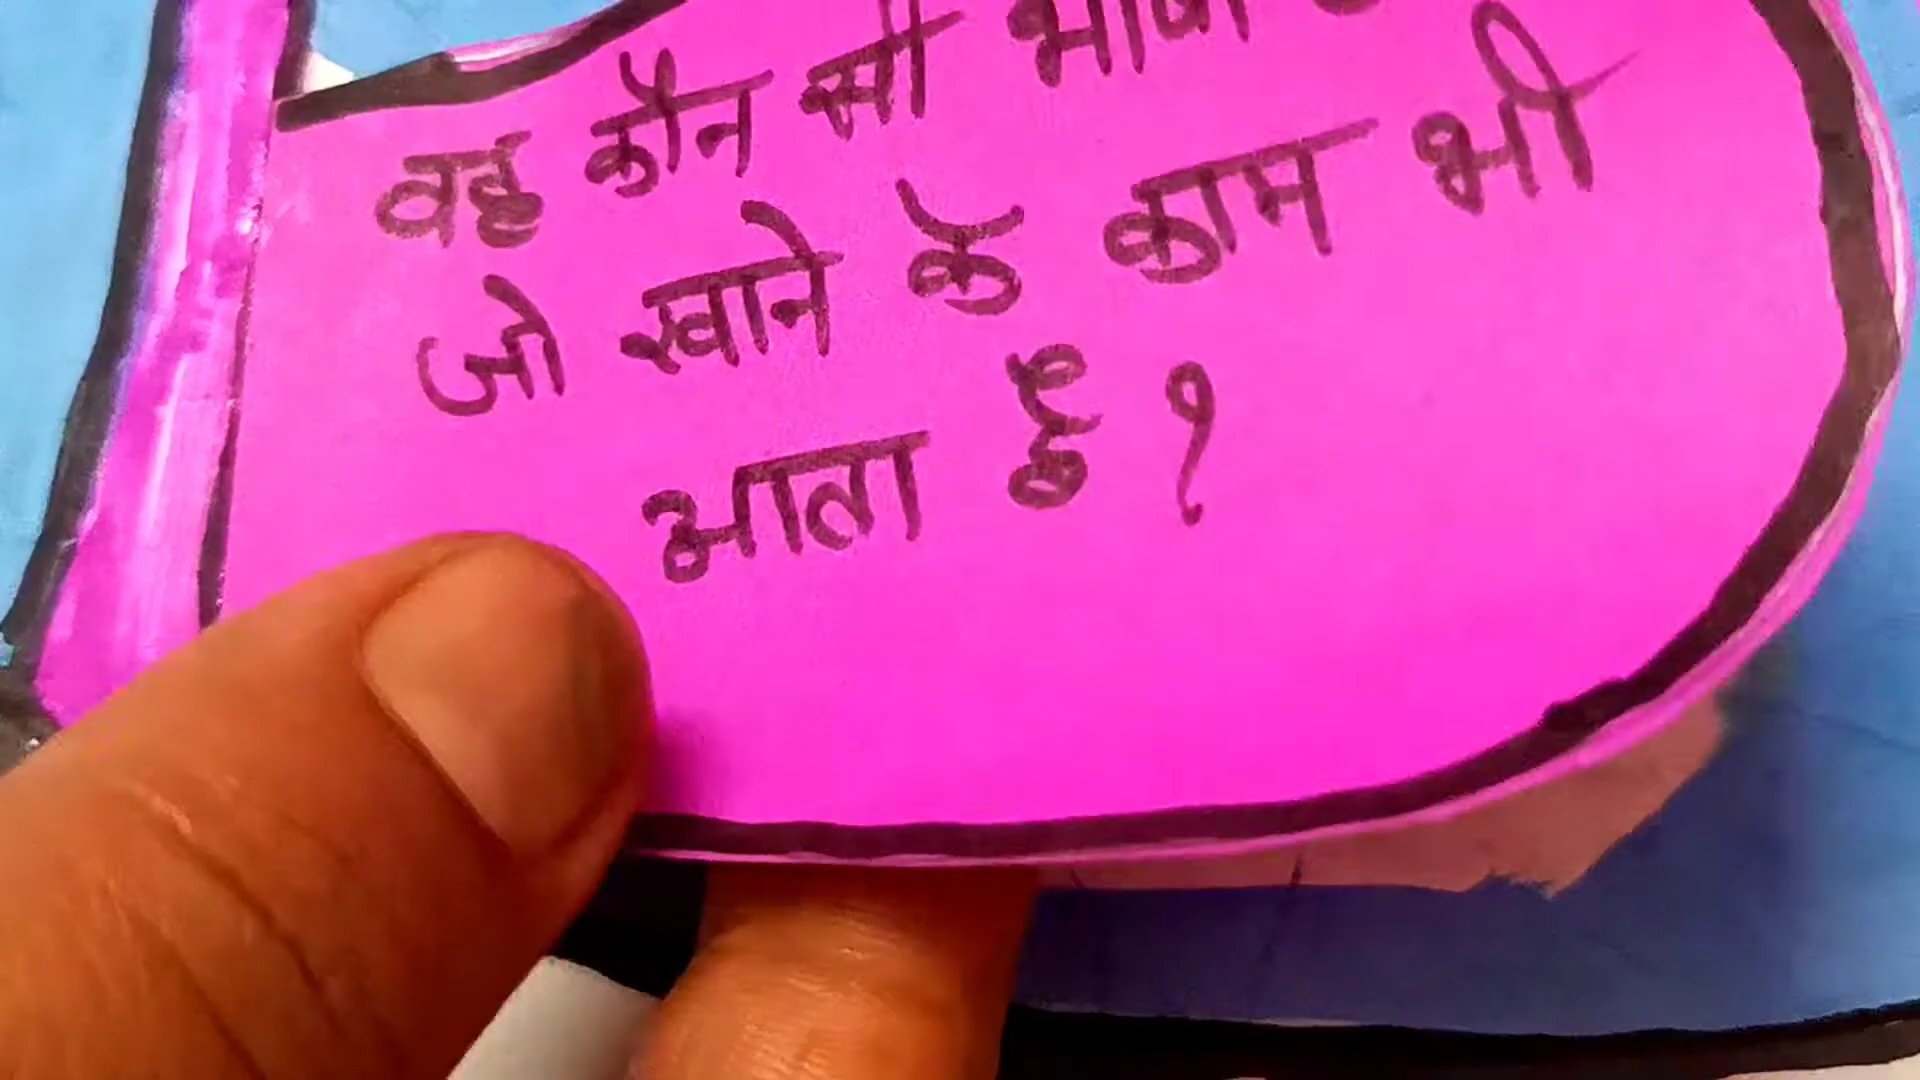 वह कौन सी भाषा
जो खाने के काम भी
आता है?